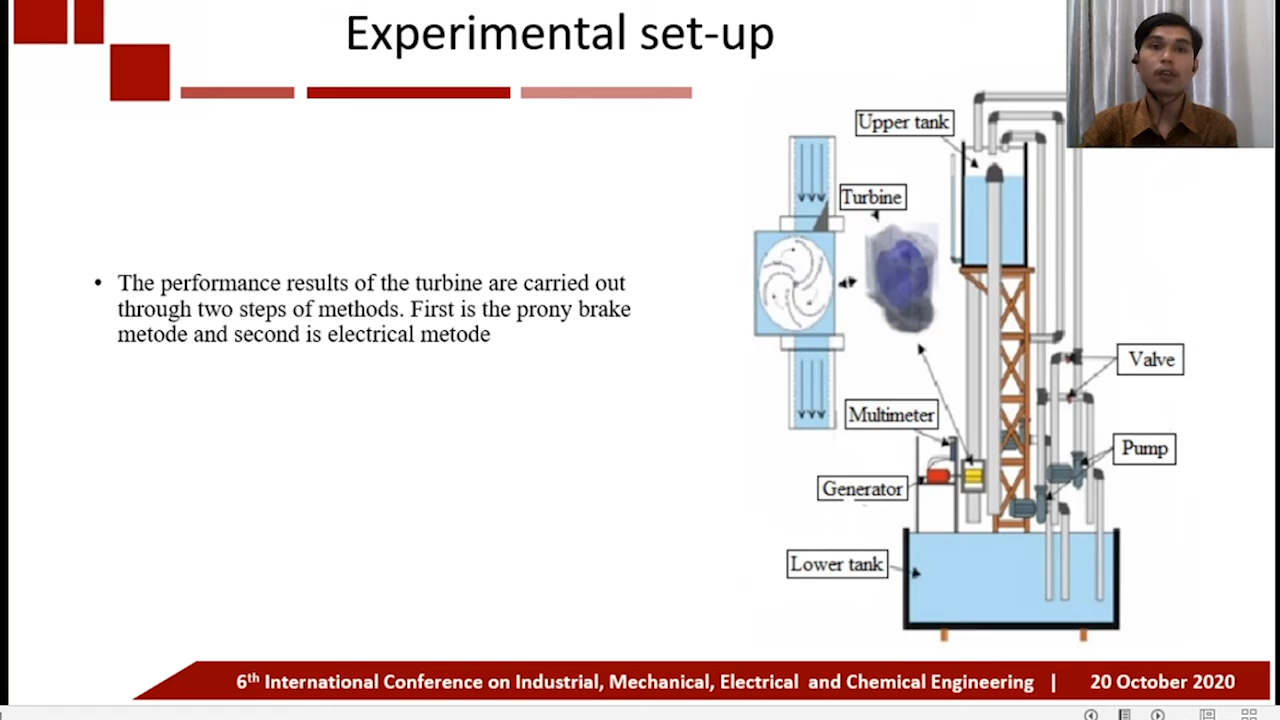 Experimental set-up
• The performance results of the turbine are carried out
through two steps of methods. First is the prony brake
metode and second is electrical metode
Upper tank
Turbine
Valve
Multimeter
Pump
Generator
Lower tank
6th International Conference on Industrial, Mechanical, Electrical and Chemical Engineering | 20 October 2020